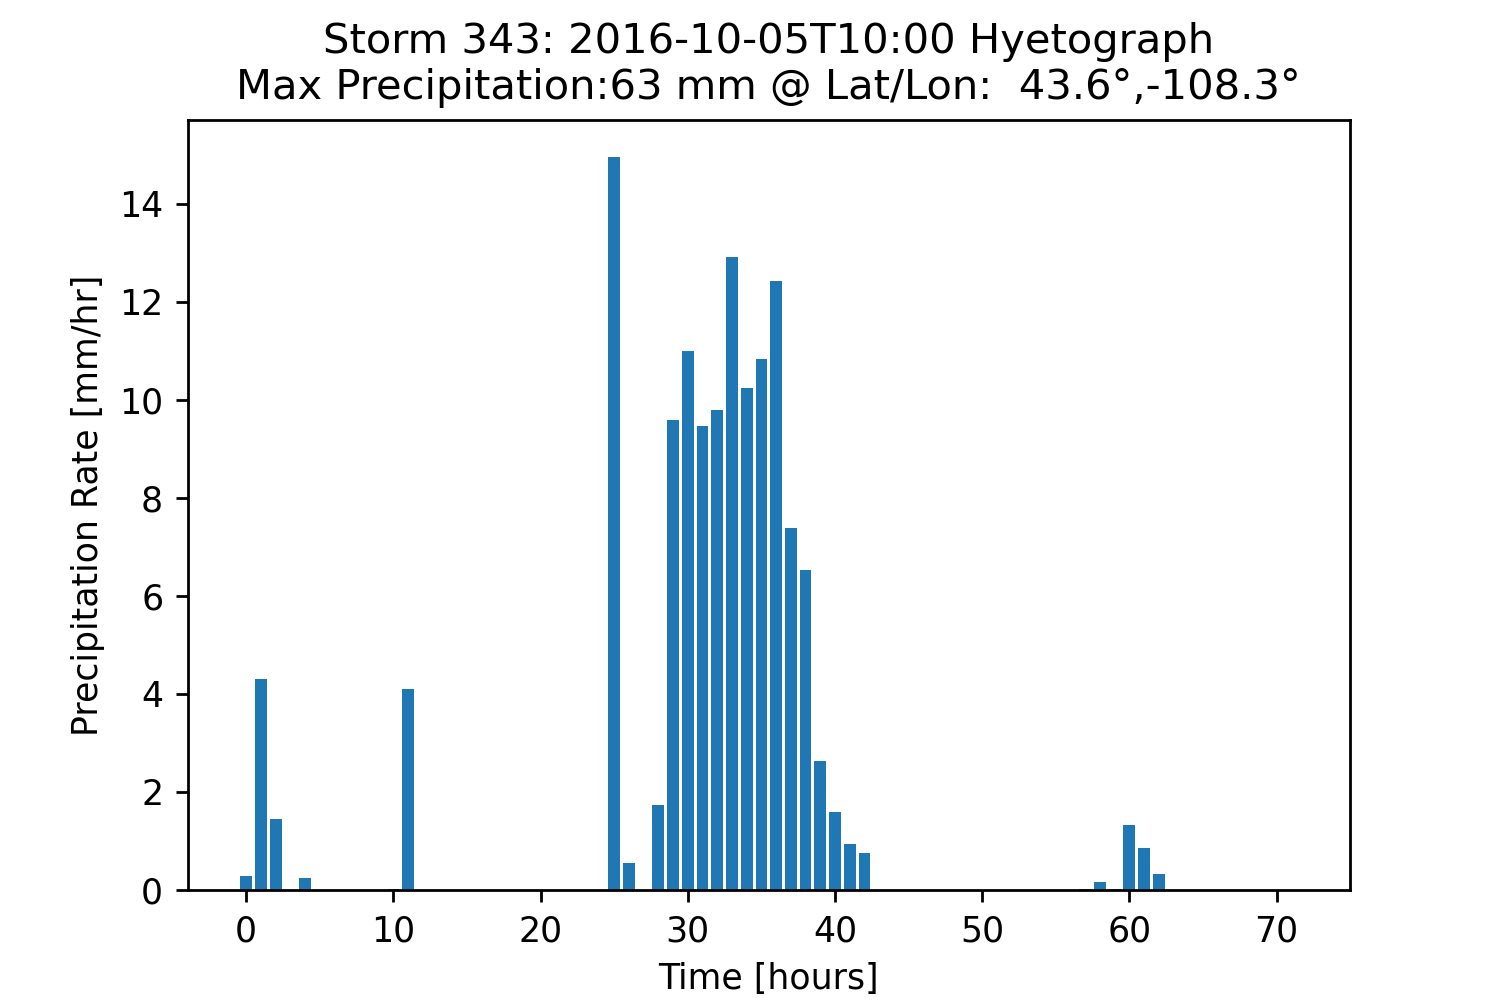 Storm 343: 2016-10-05T10:00 Hyetograph
Max Precipitation:63 mm @ Lat/Lon:  43.6°,-108.3°
Precipitation Rate [mm/hr]
14
12
10
8
6
4
2
0
0 10 20 30 40 50 60 70
Time [hours]